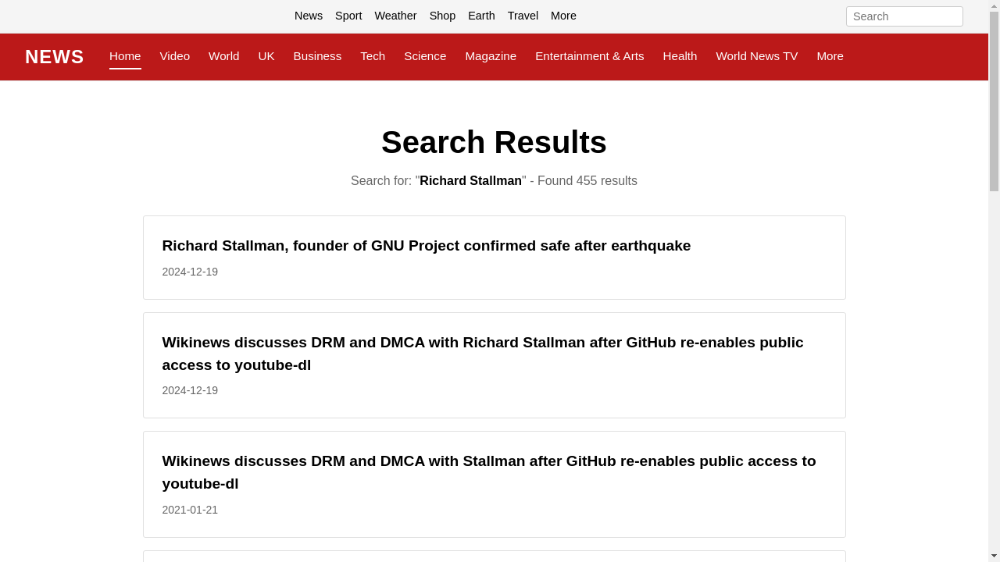 News Sport Weather Shop Earth Travel More Search
NEWS Home Video World UK Business Tech Science Magazine Entertainment & Arts Health World News TV More
Search Results
Search for: "Richard Stallman" - Found 455 results
Richard Stallman, founder of GNU Project confirmed safe after earthquake
2024-12-19
Wikinews discusses DRM and DMCA with Richard Stallman after GitHub re-enables public
access to youtube-dl
2024-12-19
Wikinews discusses DRM and DMCA with Stallman after GitHub re-enables public access to
youtube-dl
2021-01-21